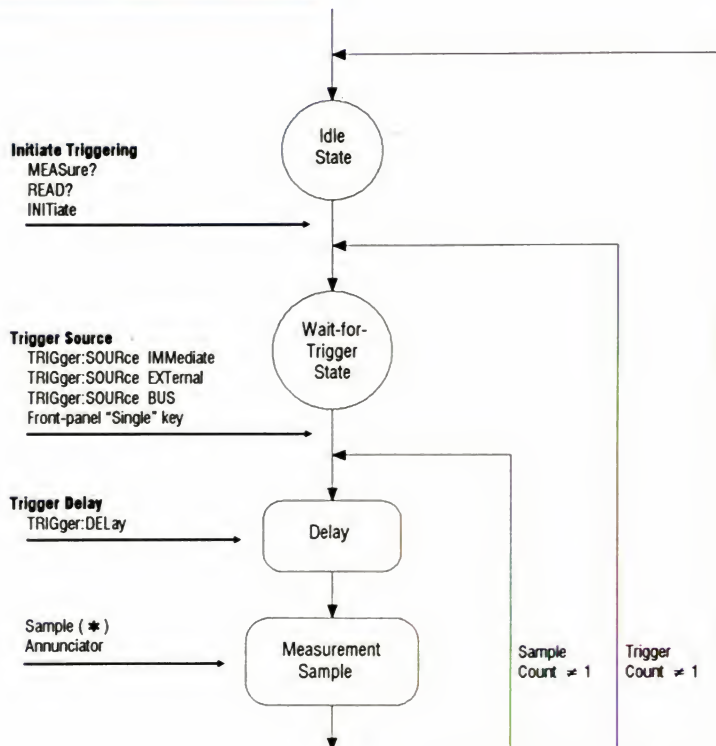 Idle
State
Initiate Triggering
MEASure?
READ?
INITiate
Wait-for-
Trigger
State
Trigger Source
TRIGger:SOURce IMMediate
TRIGger:SOURce EXTernal
TRIGger:SOURce BUS
Front-panel "Single" key
Trigger Delay
TRIGger:DELay
Delay
Sample ( ✱ )
Annunciator
Measurement
Sample
Sample
Count ≠ 1
Trigger
Count ≠ 1